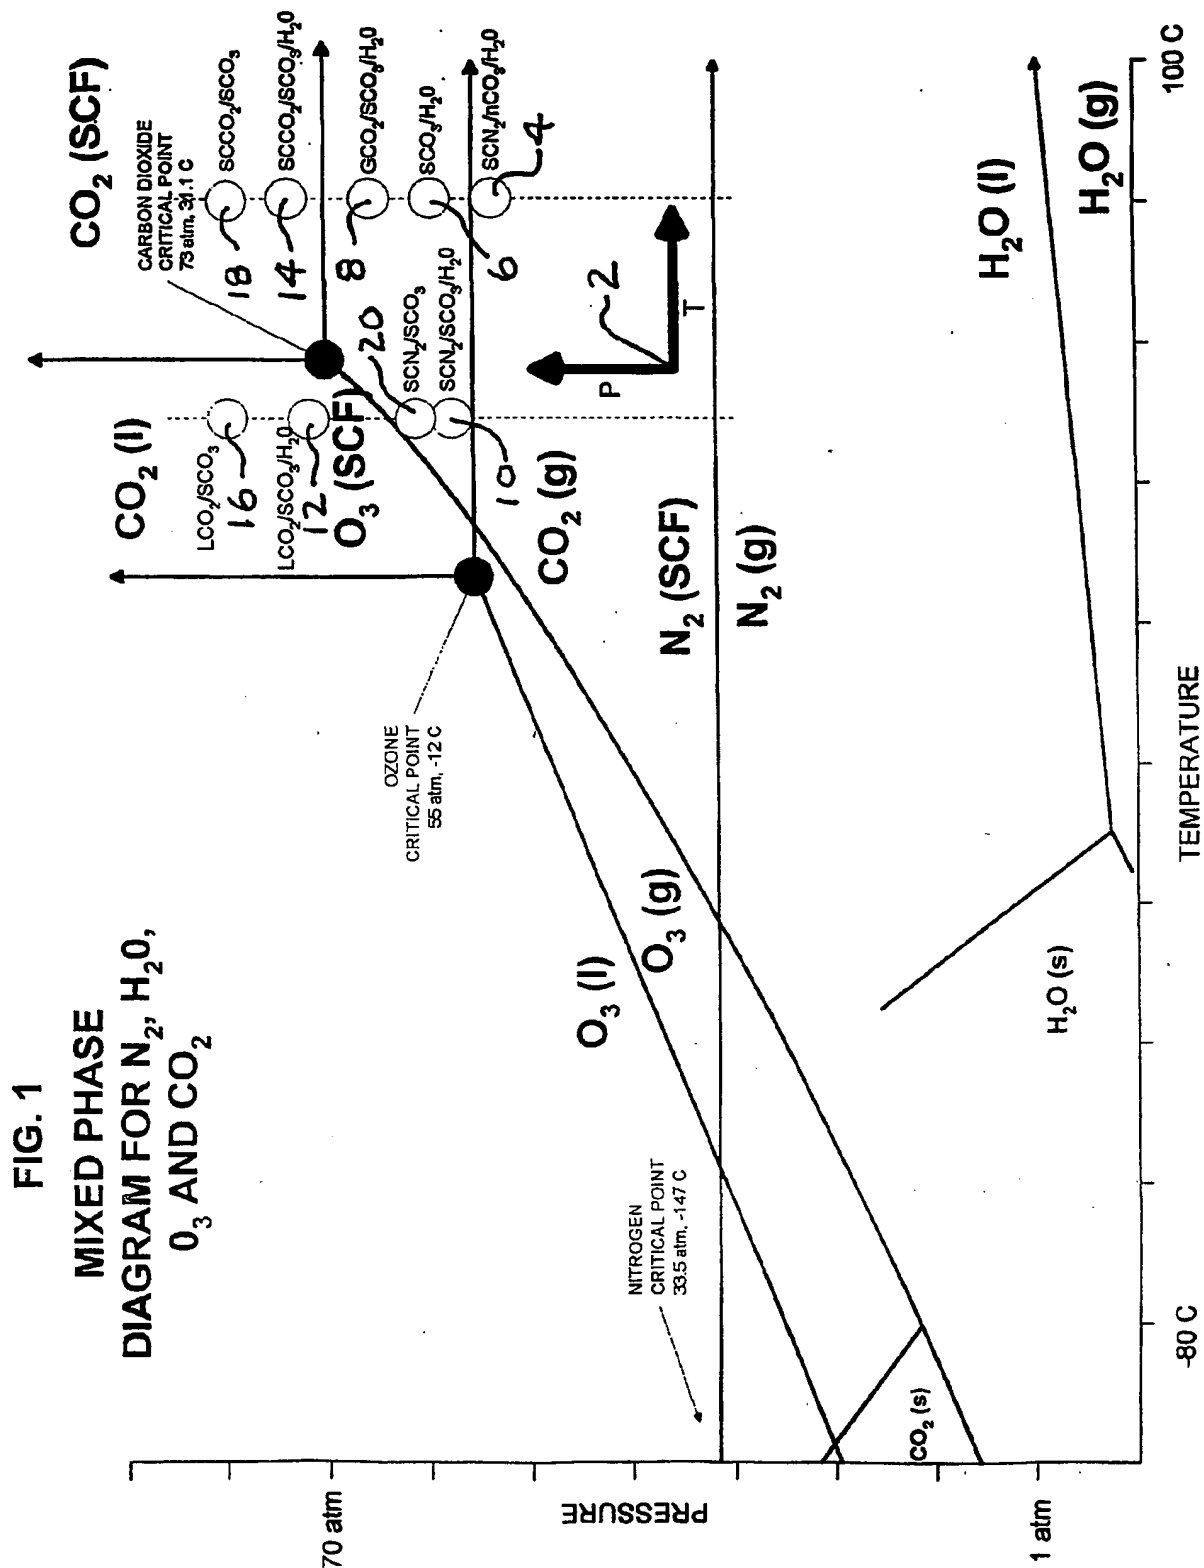 FIG. 1
MIXED PHASE
DIAGRAM FOR N₂, H₂0,
0₃ AND CO₂
CO₂ (l)
CO₂ (SCF)
CARBON DIOXIDE
CRITICAL POINT
73 atm, 31.1 C
LCO₂/SCO₃
16
LCO₂/SCO₃/H₂0
12
O₃ (SCF)
20
SCN₂/SCO₃
SCN₂/SCO₃/H₂0
10
18
SCCO₂/SCO₃
14
SCCO₂/SCO₃/H₂0
8
GCO₂/SCO₃/H₂0
6
SCO₃/H₂0
4
SCN₂/nCO₃/H₂0
OZONE
CRITICAL POINT
55 atm, -12 C
CO₂ (g)
P
2
T
O₃ (l)
O₃ (g)
N₂ (SCF)
N₂ (g)
NITROGEN
CRITICAL POINT
33.5 atm, -147 C
CO₂ (s)
H₂O (s)
H₂O (l)
H₂O (g)
70 atm
PRESSURE
1 atm
-80 C
TEMPERATURE
100 C